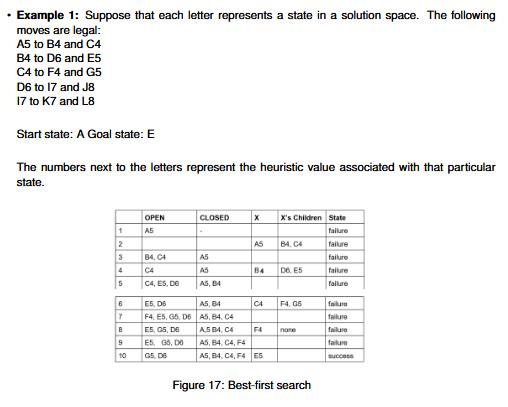 • Example 1: Suppose that each letter represents a state in a solution space. The following
moves are legal:
A5 to B4 and C4
B4 to D6 and E5
C4 to F4 and G5
D6 to I7 and J8
I7 to K7 and L8
Start state: A Goal state: E
The numbers next to the letters represent the heuristic value associated with that particular
state.
OPEN CLOSED X X's Children State
1 A5 - failure
2 A5 B4, C4 failure
3 B4, C4 A5 failure
4 C4 A5 B4 D6, E5 failure
5 C4, E5, D6 A5, B4 failure
6 E5, D6 A5, B4 C4 F4, G5 failure
7 F4, E5, G5, D6 A5, B4, C4 failure
8 E5, G5, D6 A,5 B4, C4 F4 none failure
9 E5, G5, D6 A5, B4, C4, F4 failure
10 G5, D6 A5, B4, C4, F4 E5 success
Figure 17: Best-first search